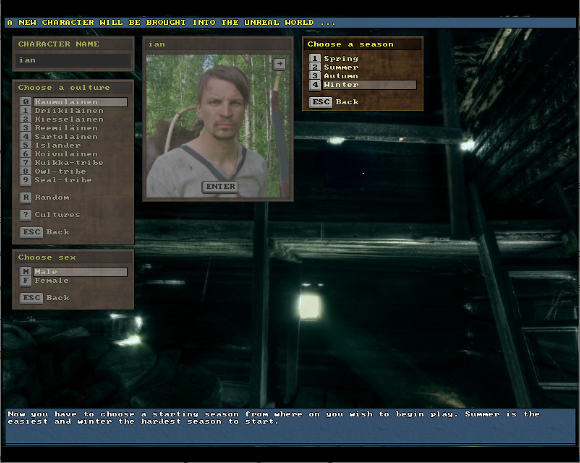 A NEW CHARACTER WILL BE BROUGHT INTO THE UNREAL WORLD ...
CHARACTER NAME
ian
Choose a culture
0 Kaumolainen
1 Driikiläinen
2 Kiesseläinen
3 Reemiläinen
4 Sartolainen
5 Islander
6 Koivulainen
7 Kuikka-tribe
8 Owl-tribe
9 Seal-tribe
R Random
? Cultures
ESC Back
Choose sex
M Male
F Female
ESC Back
ian
ENTER
Choose a season
1 Spring
2 Summer
3 Autumn
4 Winter
ESC Back
Now you have to choose a starting season from where on you wish to begin play. Summer is the
easiest and winter the hardest season to start.